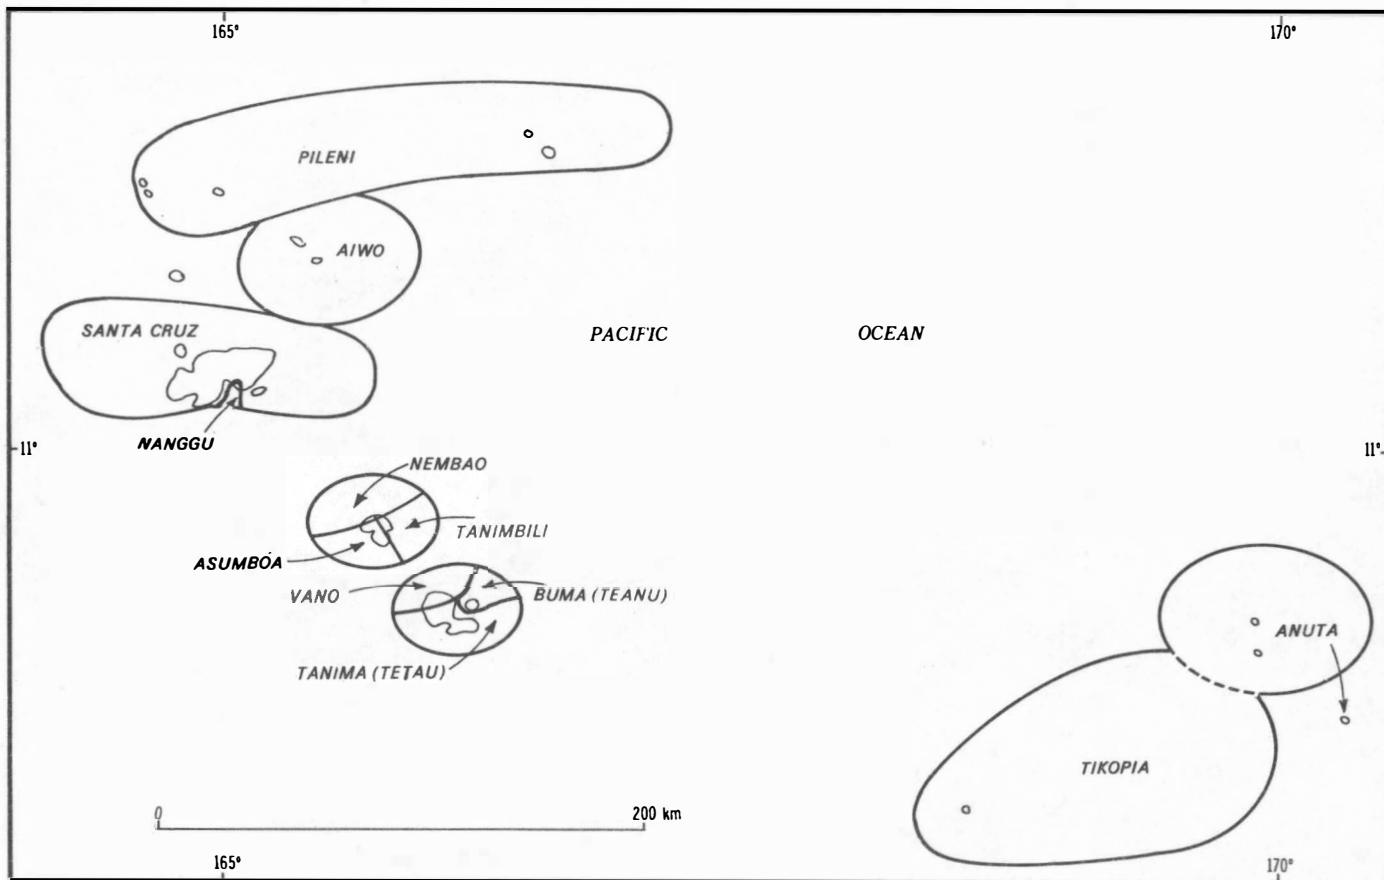 165° 170°
PILENI
AIWO
SANTA CRUZ
PACIFIC OCEAN
NANGGU
11° 11°
NEMBAO
TANIMBILI
ASUMBOA
VANO BUMA (TEANU)
ANUTA
TANIMA (TETAU)
TIKOPIA
0 200 km
165° 170°